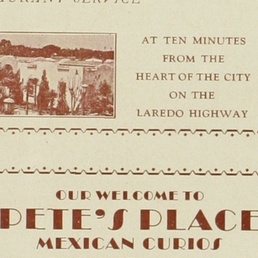 SERVICE
AT TEN MINUTES
FROM THE
HEART OF THE CITY
ON THE
LAREDO HIGHWAY
OUR WELCOME TO
PETE'S PLACE
MEXICAN CURIOS